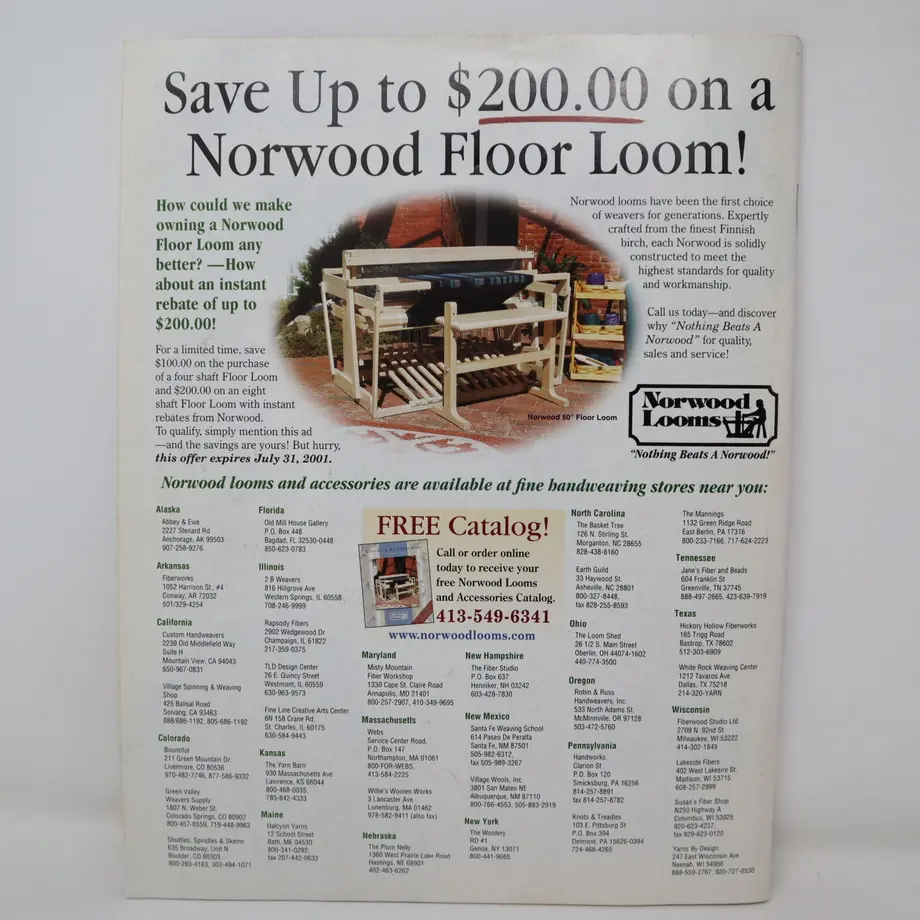 Save Up to $200.00 on a
Norwood Floor Loom!
How could we make
owning a Norwood
Floor Loom any
better? —How
about an instant
rebate of up to
$200.00!
For a limited time, save
$100.00 on the purchase
of a four shaft Floor Loom
and $200.00 on an eight
shaft Floor Loom with instant
rebates from Norwood.
To qualify, simply mention this ad
—and the savings are yours! But hurry,
this offer expires July 31, 2001.
Norwood 50" Floor Loom
Norwood looms have been the first choice
of weavers for generations. Expertly
crafted from the finest Finnish
birch, each Norwood is solidly
constructed to meet the
highest standards for quality
and workmanship.
Call us today—and discover
why "Nothing Beats A
Norwood" for quality,
sales and service!
Norwood
Looms
"Nothing Beats A Norwood!"
Norwood looms and accessories are available at fine handweaving stores near you:
Alaska
Abbey & Ewe
2227 Stenard Rd
Anchorage, AK 99503
907-258-9276
Arkansas
Fiberworks
1052 Harrison St., #4
Conway, AR 72032
501/329-4254
California
Custom Handweavers
2239 Old Middlefield Way
Suite H
Mountain View, CA 94043
650-967-0831
Village Spinning & Weaving
Shop
425 Balisal Road
Solvang, CA 93463
888/686-1192, 805-686-1192
Colorado
Bountiful
211 Green Mountain Dr.
Livermore, CO 80536
970-482-7746, 877-586-9332
Green Valley
Weavers Supply
1807 N. Weber St.
Colorado Springs, CO 80907
800-457-8559, 719-448-9963
Shuttles, Spindles & Skeins
635 Broadway, Unit N
Boulder, CO 80303
800-283-4163, 303-494-1071
Florida
Old Mill House Gallery
P.O. Box 448
Bagdad, FL 32530-0448
850-623-0783
Illinois
2 B Weavers
816 Hillgrove Ave
Western Springs, IL 60558
708-246-9999
Rapsody Fibers
2902 Wedgewood Dr
Champaign, IL 61822
217-359-0375
TLD Design Center
26 E. Quincy Street
Westmont, IL 60559
630-963-9573
Fine Line Creative Arts Center
6N 158 Crane Rd.
St. Charles, IL 60175
630-584-9443
Kansas
The Yarn Barn
930 Massachusetts Ave
Lawrence, KS 66044
800-468-0035,
785-842-4333
Maine
Halcyon Yarns
12 School Street
Bath, ME 04530
800-341-0282,
fax 207-442-0633
FREE Catalog!
Call or order online
today to receive your
free Norwood Looms
and Accessories Catalog.
413-549-6341
www.norwoodlooms.com
Maryland
Misty Mountain
Fiber Workshop
1330 Cape St. Claire Road
Annapolis, MD 21401
800-257-2907, 410-349-9695
Massachusetts
Webs
Service Center Road,
P.O. Box 147
Northampton, MA 01061
800-FOR-WEBS,
413-584-2225
Willie's Woolen Works
3 Lancaster Ave
Lunenburg, MA 01462
978-582-9411 (also fax)
Nebraska
The Plum Nelly
1360 West Prairie Lake Road
Hastings, NE 68901
402-463-6262
New Hampshire
The Fiber Studio
P.O. Box 637
Henniker, NH 03242
603-428-7830
New Mexico
Santa Fe Weaving School
614 Paseo De Peralta
Santa Fe, NM 87501
505-982-6312,
fax 505-989-3267
Village Wools, Inc
3801 San Mateo NE
Albuquerque, NM 87110
800-766-4553, 505-883-2919
New York
The Woolery
RD #1
Genoa, NY 13071
800-441-9665
North Carolina
The Basket Tree
126 N. Stirling St.
Morganton, NC 28655
828-438-8160
Earth Guild
33 Haywood St.
Asheville, NC 28801
800-327-8448,
fax 828-255-8593
Ohio
The Loom Shed
26 1/2 S. Main Street
Oberlin, OH 44074-1602
440-774-3500
Oregon
Robin & Russ
Handweavers, Inc.
533 North Adams St.
McMinnville, OR 97128
503-472-5760
Pennsylvania
Handworks
Clarion St
P.O. Box 120
Smicksburg, PA 16256
814-257-8891
fax 814-257-8782
Knots & Treadles
105 E. Pittsburg St
P.O. Box 394
Delmont, PA 15626-0394
724-468-4265
The Mannings
1132 Green Ridge Road
East Berlin, PA 17316
800-233-7166, 717-624-2223
Tennessee
Jane's Fiber and Beads
604 Franklin St
Greenville, TN 37745
888-497-2665, 423-639-7919
Texas
Hickory Hollow Fiberworks
165 Trigg Road
Bastrop, TX 78602
512-303-6909
White Rock Weaving Center
1212 Tavaros Ave
Dallas, TX 75218
214-320-YARN
Wisconsin
Fiberwood Studio Ltd
2709 N. 92nd St
Milwaukee, WI 53222
414-302-1849
Lakeside Fibers
402 West Lakesire St.
Madison, WI 53715
608-257-2999
Susan's Fiber Shop
N250 Highway A
Columbus, WI 53925
920-623-4237,
fax 929-623-0120
Yarns By Design
247 East Wisconsin Ave
Neenah, WI 54956
888-559-2767, 920-727-0530